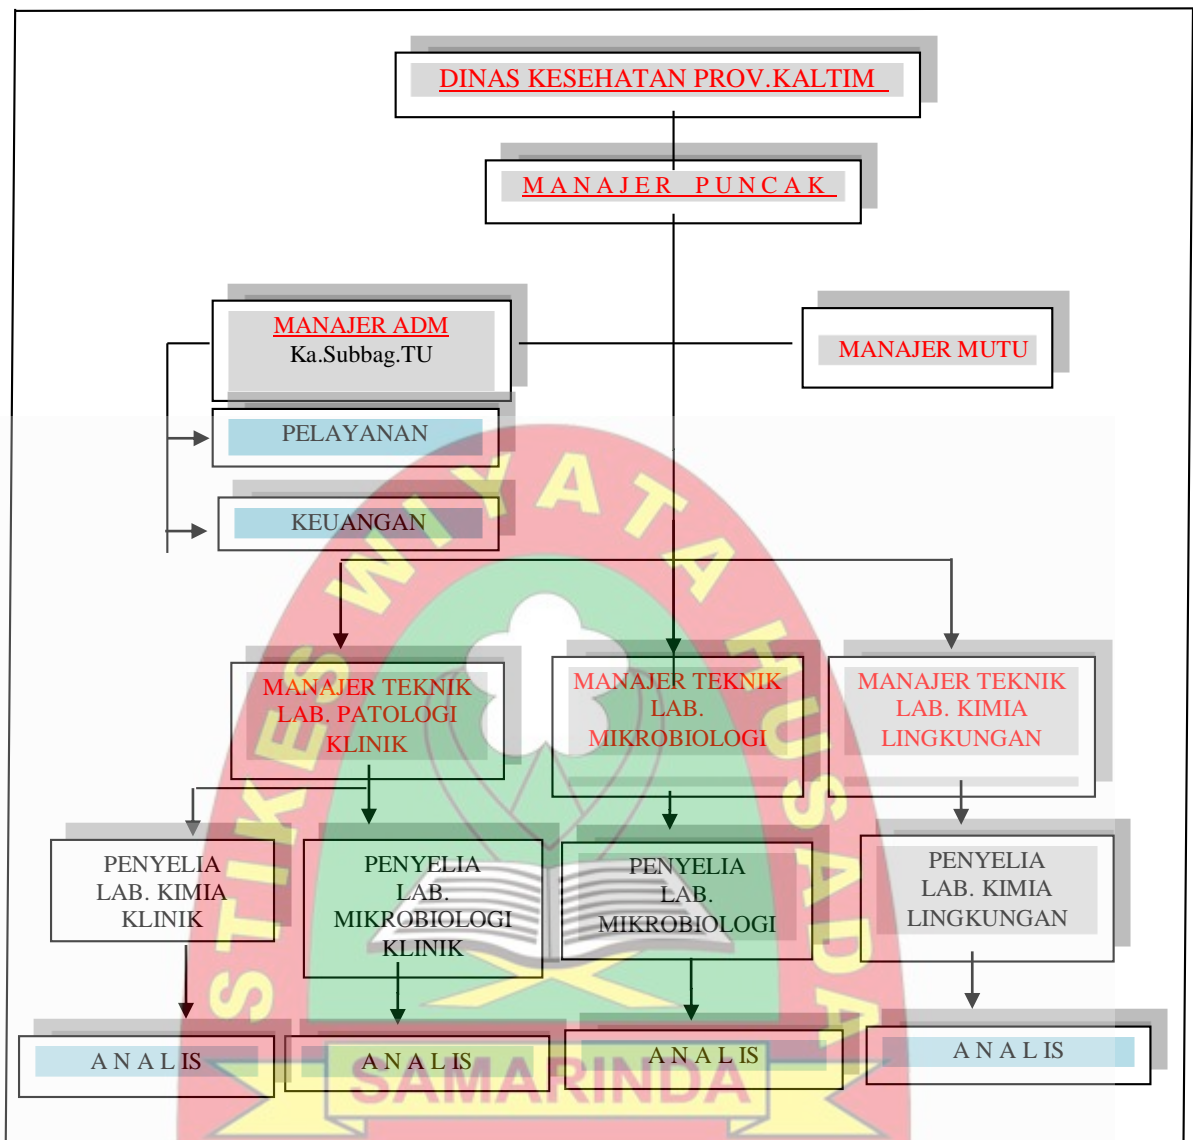 DINAS KESEHATAN PROV.KALTIM
M A N A J E R P U N C A K
MANAJER ADM
Ka.Subbag.TU
MANAJER MUTU
PELAYANAN
KEUANGAN
MANAJER TEKNIK
LAB. PATOLOGI
KLINIK
MANAJER TEKNIK
LAB.
MIKROBIOLOGI
MANAJER TEKNIK
LAB. KIMIA
LINGKUNGAN
PENYELIA
LAB. KIMIA
KLINIK
PENYELIA
LAB.
MIKROBIOLOGI
KLINIK
PENYELIA
LAB.
MIKROBIOLOGI
PENYELIA
LAB. KIMIA
LINGKUNGAN
A N A L IS
A N A L IS
A N A L IS
A N A L IS
STIKES WIYATA HUSADA
SAMARINDA